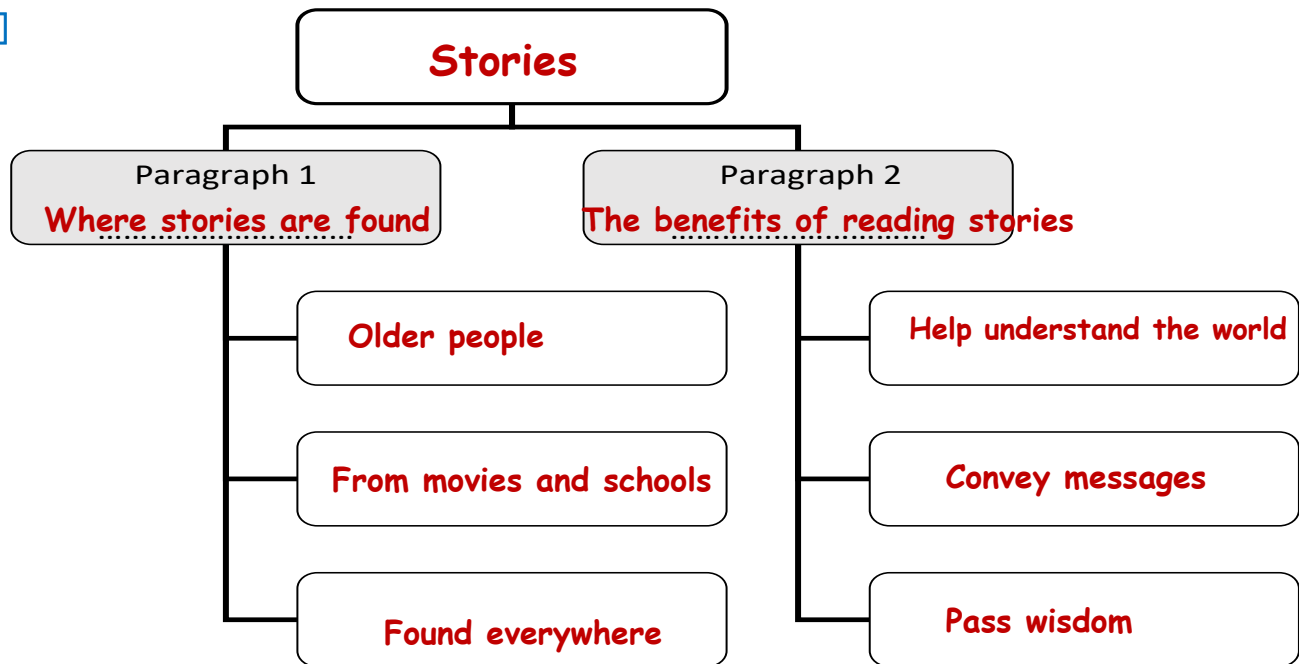 Stories
Paragraph 1
Where stories are found
Older people
From movies and schools
Found everywhere
Paragraph 2
The benefits of reading stories
Help understand the world
Convey messages
Pass wisdom